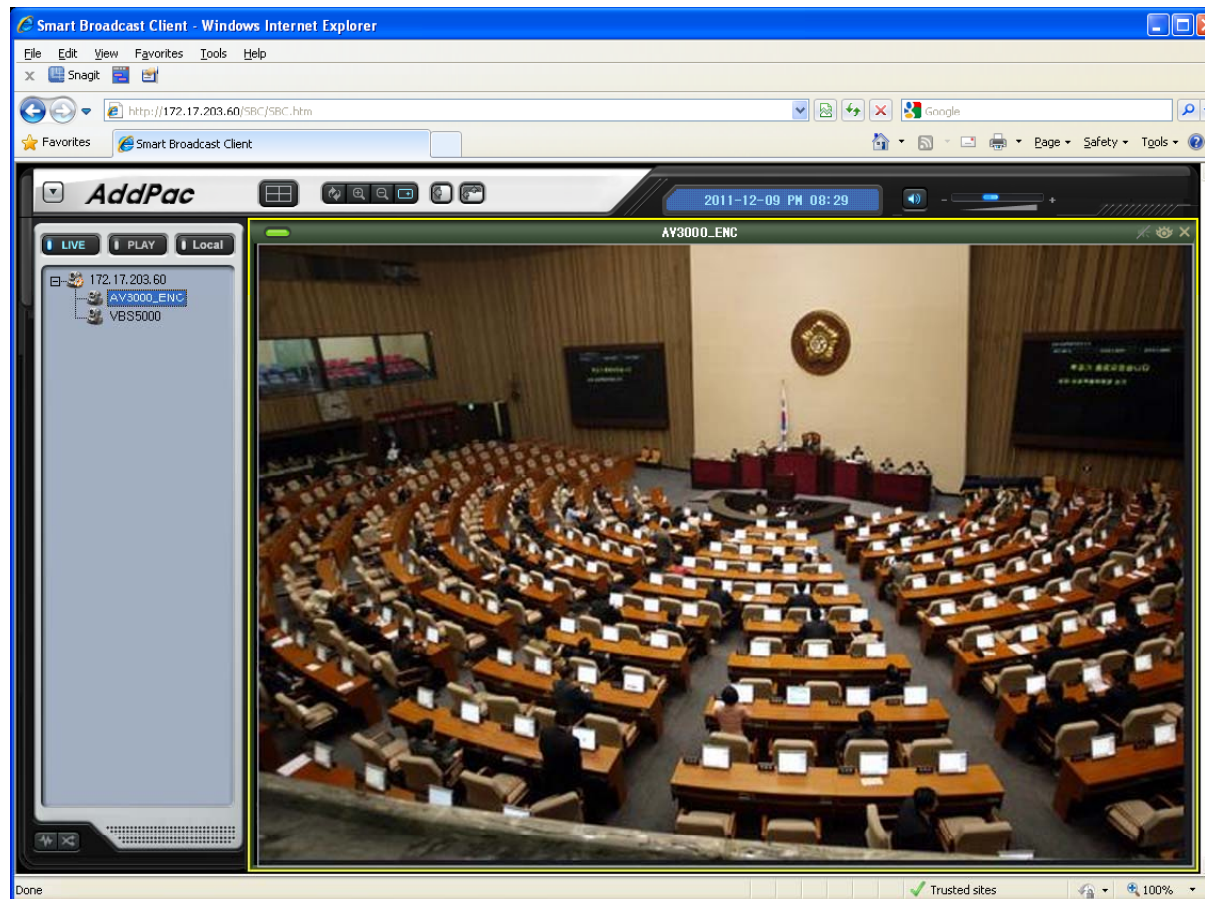 Smart Broadcast Client - Windows Internet Explorer
File Edit View Favorites Tools Help
x Snagit
http://172.17.203.60/SBC/SBC.htm
Google
Favorites Smart Broadcast Client
Page Safety Tools
AddPac
2011-12-09 PM 08:29
- +
LIVE PLAY Local
AV3000_ENC
172.17.203.60
AV3000_ENC
VBS5000
Done
Trusted sites
100%